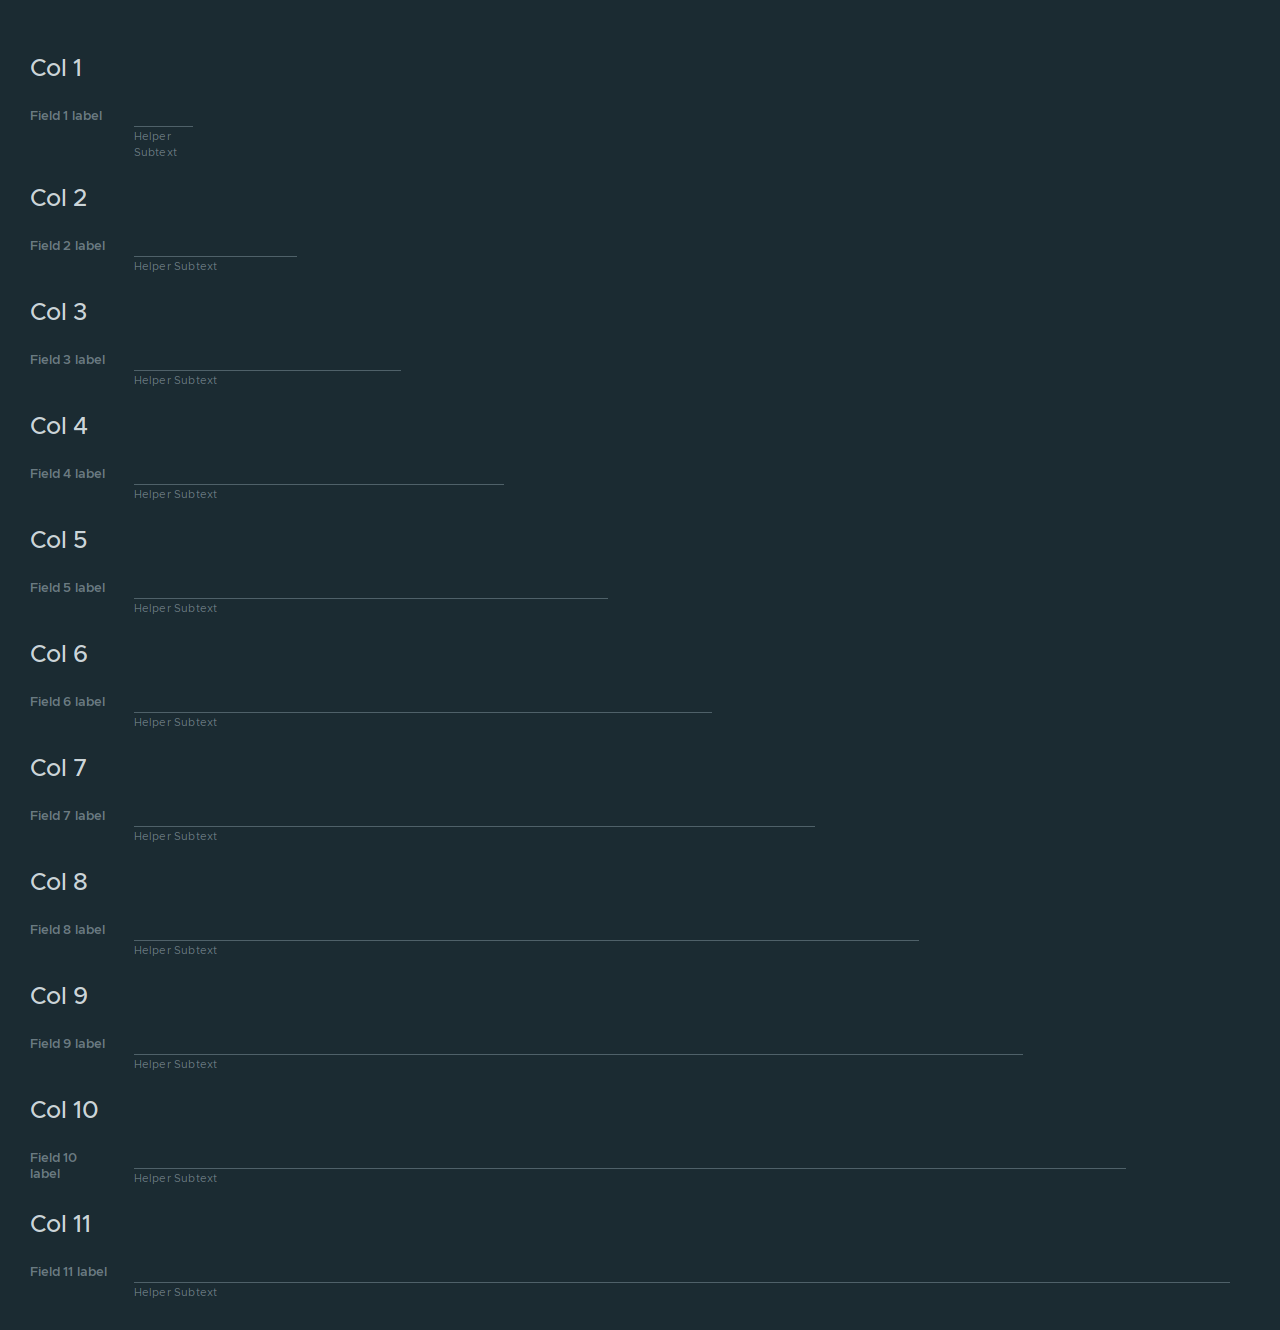 Col 1
Field 1 label
Helper
Subtext
Col 2
Field 2 label
Helper Subtext
Col 3
Field 3 label
Helper Subtext
Col 4
Field 4 label
Helper Subtext
Col 5
Field 5 label
Helper Subtext
Col 6
Field 6 label
Helper Subtext
Col 7
Field 7 label
Helper Subtext
Col 8
Field 8 label
Helper Subtext
Col 9
Field 9 label
Helper Subtext
Col 10
Field 10
label
Helper Subtext
Col 11
Field 11 label
Helper Subtext